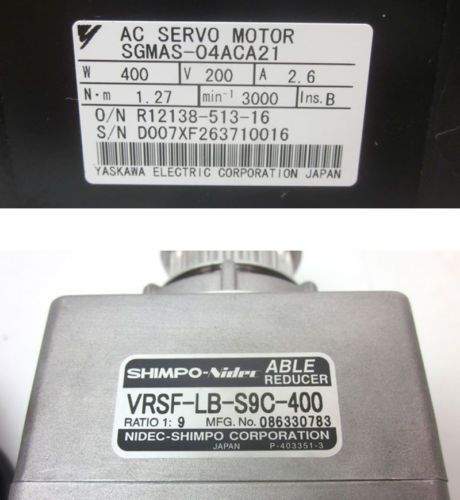 AC SERVO MOTOR
SGMAS-04ACA21
W 400 V 200 A 2.6
N·m 1.27 min⁻¹ 3000 Ins. B
O/N R12138-513-16
S/N D007XF263710016
YASKAWA ELECTRIC CORPORATION JAPAN
SHIMPO-Nidec ABLE
REDUCER
VRSF-LB-S9C-400
RATIO 1: 9 MFG. No. 086330783
NIDEC-SHIMPO CORPORATION
JAPAN P-403351-3